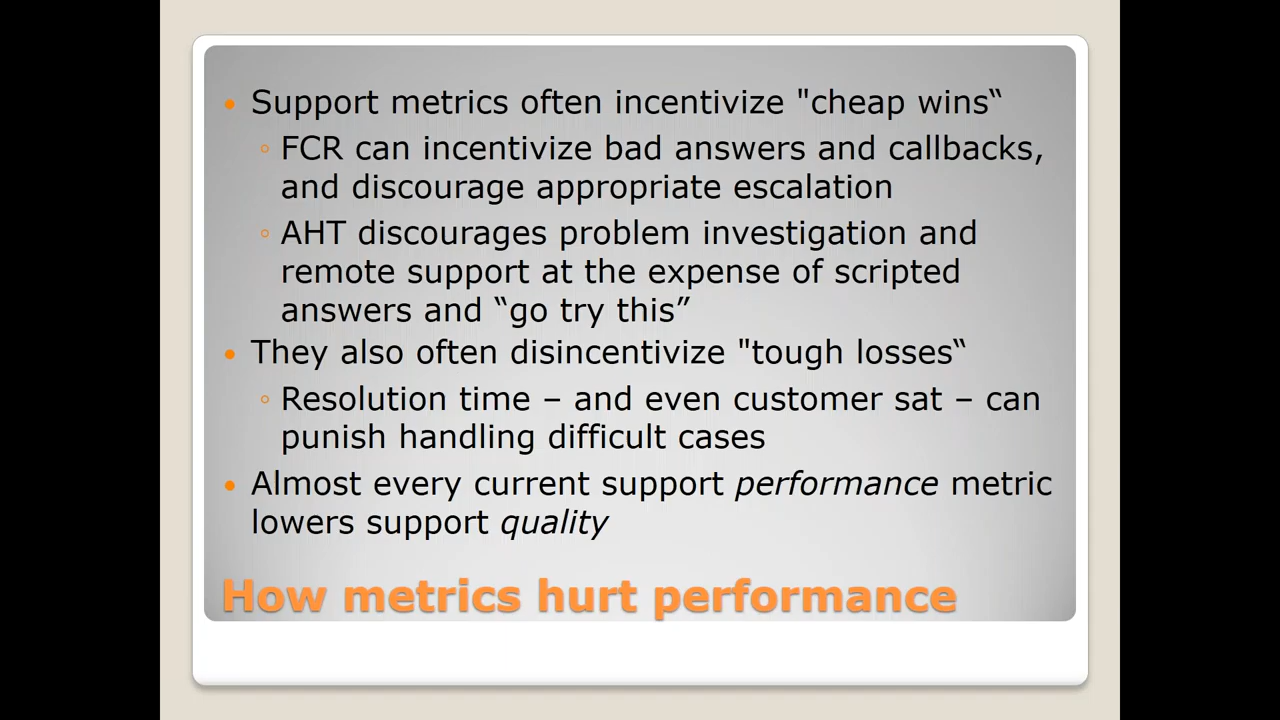 • Support metrics often incentivize "cheap wins“
◦ FCR can incentivize bad answers and callbacks,
and discourage appropriate escalation
◦ AHT discourages problem investigation and
remote support at the expense of scripted
answers and “go try this”
• They also often disincentivize "tough losses“
◦ Resolution time – and even customer sat – can
punish handling difficult cases
• Almost every current support performance metric
lowers support quality
How metrics hurt performance